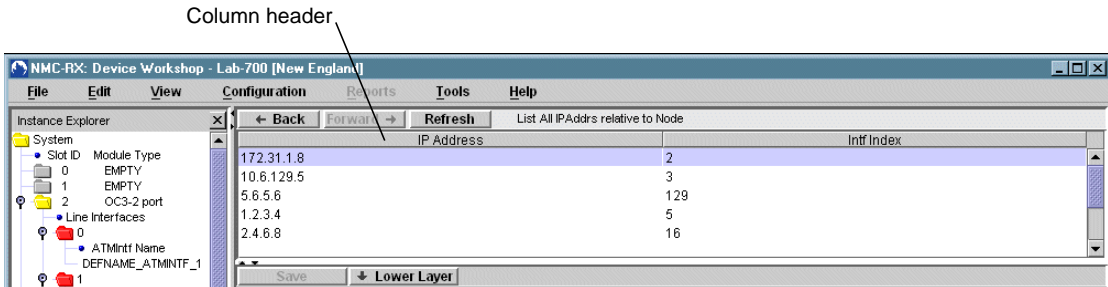 Column header
NMC-RX: Device Workshop - Lab-700 [New England]
File Edit View Configuration Reports Tools Help
Instance Explorer
← Back Forward → Refresh List All IPAddrs relative to Node
System
Slot ID Module Type
0 EMPTY
1 EMPTY
2 OC3-2 port
Line Interfaces
0
ATMIntf Name
DEFNAME_ATMINTF_1
1
IP Address Intf Index
172.31.1.8 2
10.6.129.5 3
5.6.5.6 129
1.2.3.4 5
2.4.6.8 16
Save Lower Layer